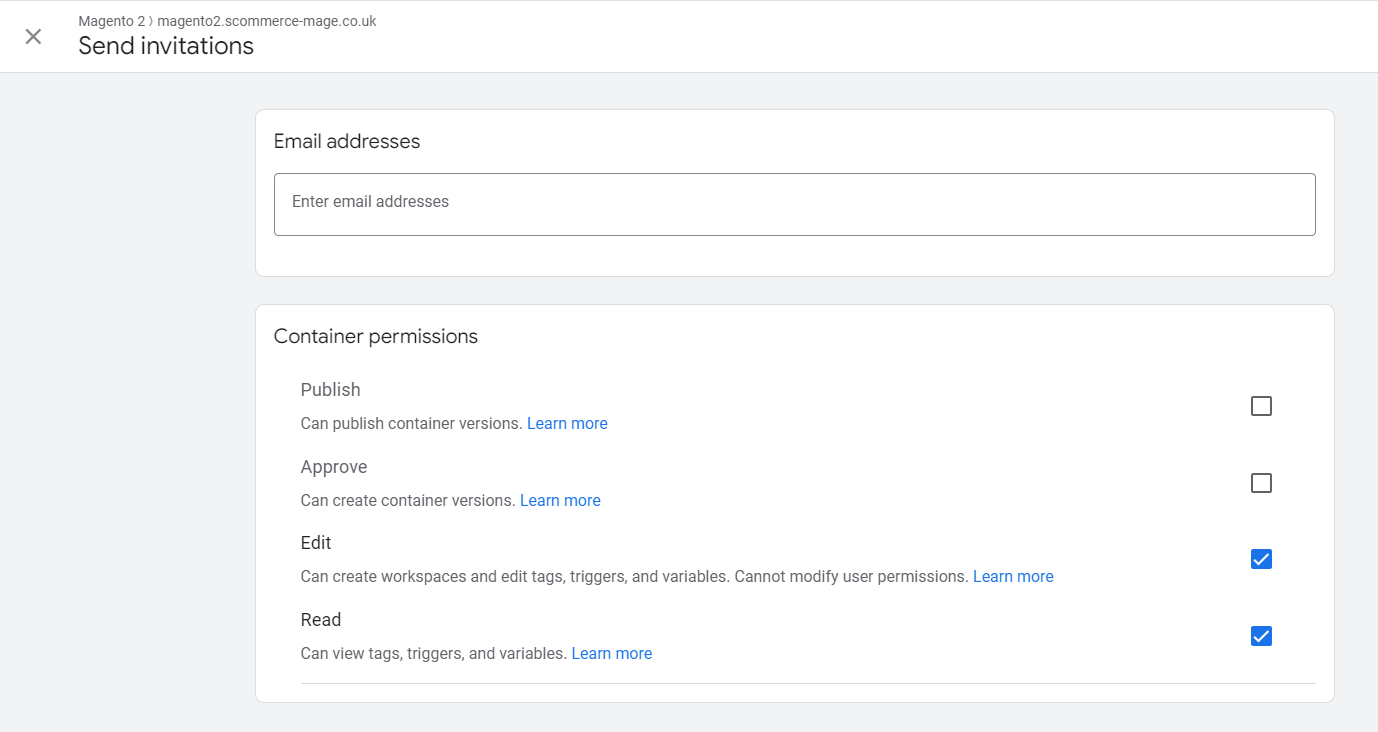 Magento 2 〉 magento2.scommerce-mage.co.uk
Send invitations
Email addresses
Enter email addresses
Container permissions
Publish
Can publish container versions. Learn more
Approve
Can create container versions. Learn more
Edit
Can create workspaces and edit tags, triggers, and variables. Cannot modify user permissions. Learn more
Read
Can view tags, triggers, and variables. Learn more